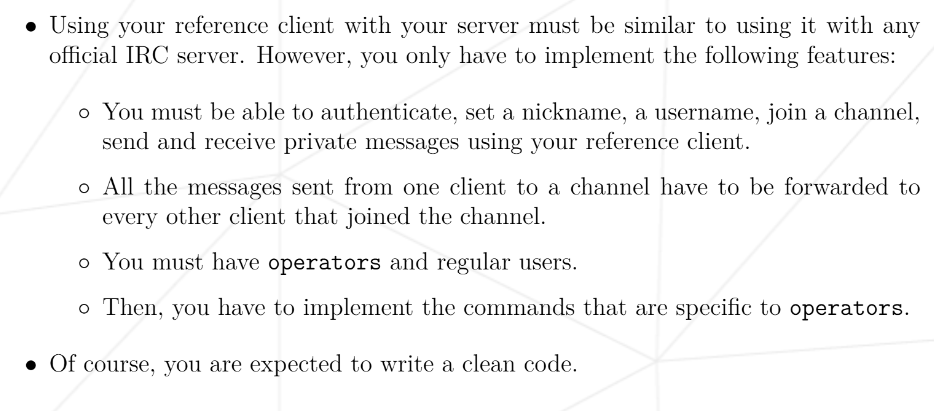 • Using your reference client with your server must be similar to using it with any
official IRC server. However, you only have to implement the following features:
◦ You must be able to authenticate, set a nickname, a username, join a channel,
send and receive private messages using your reference client.
◦ All the messages sent from one client to a channel have to be forwarded to
every other client that joined the channel.
◦ You must have operators and regular users.
◦ Then, you have to implement the commands that are specific to operators.
• Of course, you are expected to write a clean code.